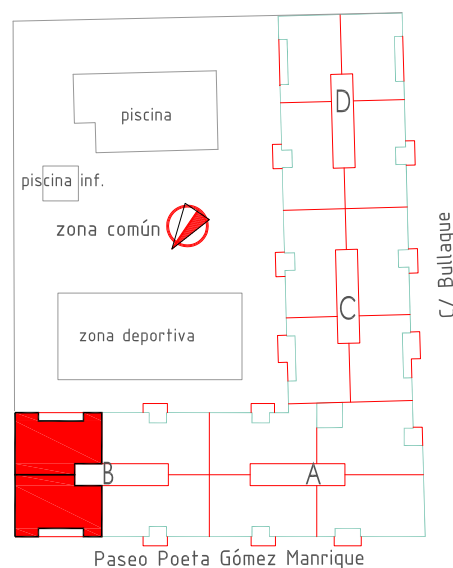 D
piscina
piscina inf.
zona común
C/ Bullaque
C
zona deportiva
B
A
Paseo Poeta Gómez Manrique